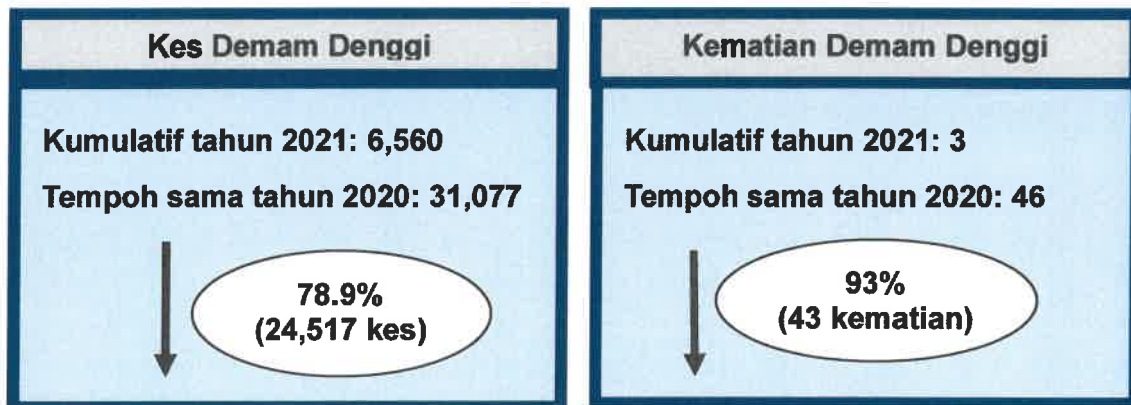 Kes Demam Denggi
Kumulatif tahun 2021: 6,560
Tempoh sama tahun 2020: 31,077
78.9%
(24,517 kes)
Kematian Demam Denggi
Kumulatif tahun 2021: 3
Tempoh sama tahun 2020: 46
93%
(43 kematian)